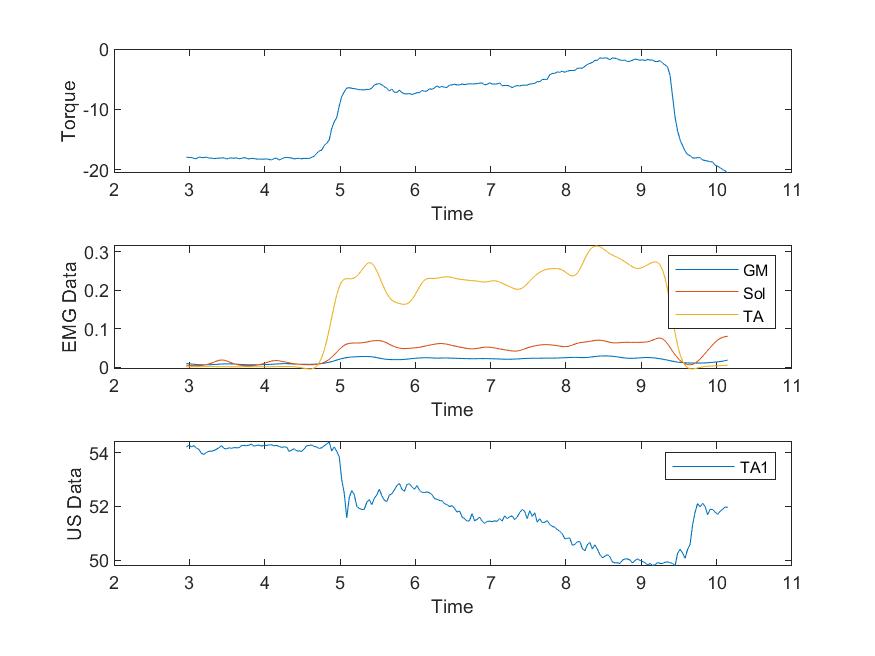 0
-10
-20
Torque
2 3 4 5 6 7 8 9 10 11
Time
0.3
0.2
0.1
0
EMG Data
GM
Sol
TA
2 3 4 5 6 7 8 9 10 11
Time
54
52
50
US Data
TA1
2 3 4 5 6 7 8 9 10 11
Time